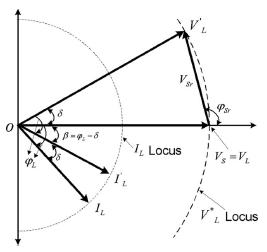 V'L
VSr
φSr
δ
O
β = φL − δ
VS = VL
φL
δ
IL Locus
I'L
IL
V*L Locus